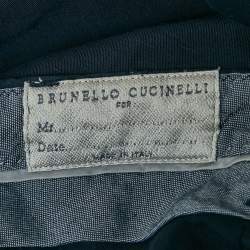 BRUNELLO CUCINELLI
FOR
Mr.
Date
MADE IN ITALY